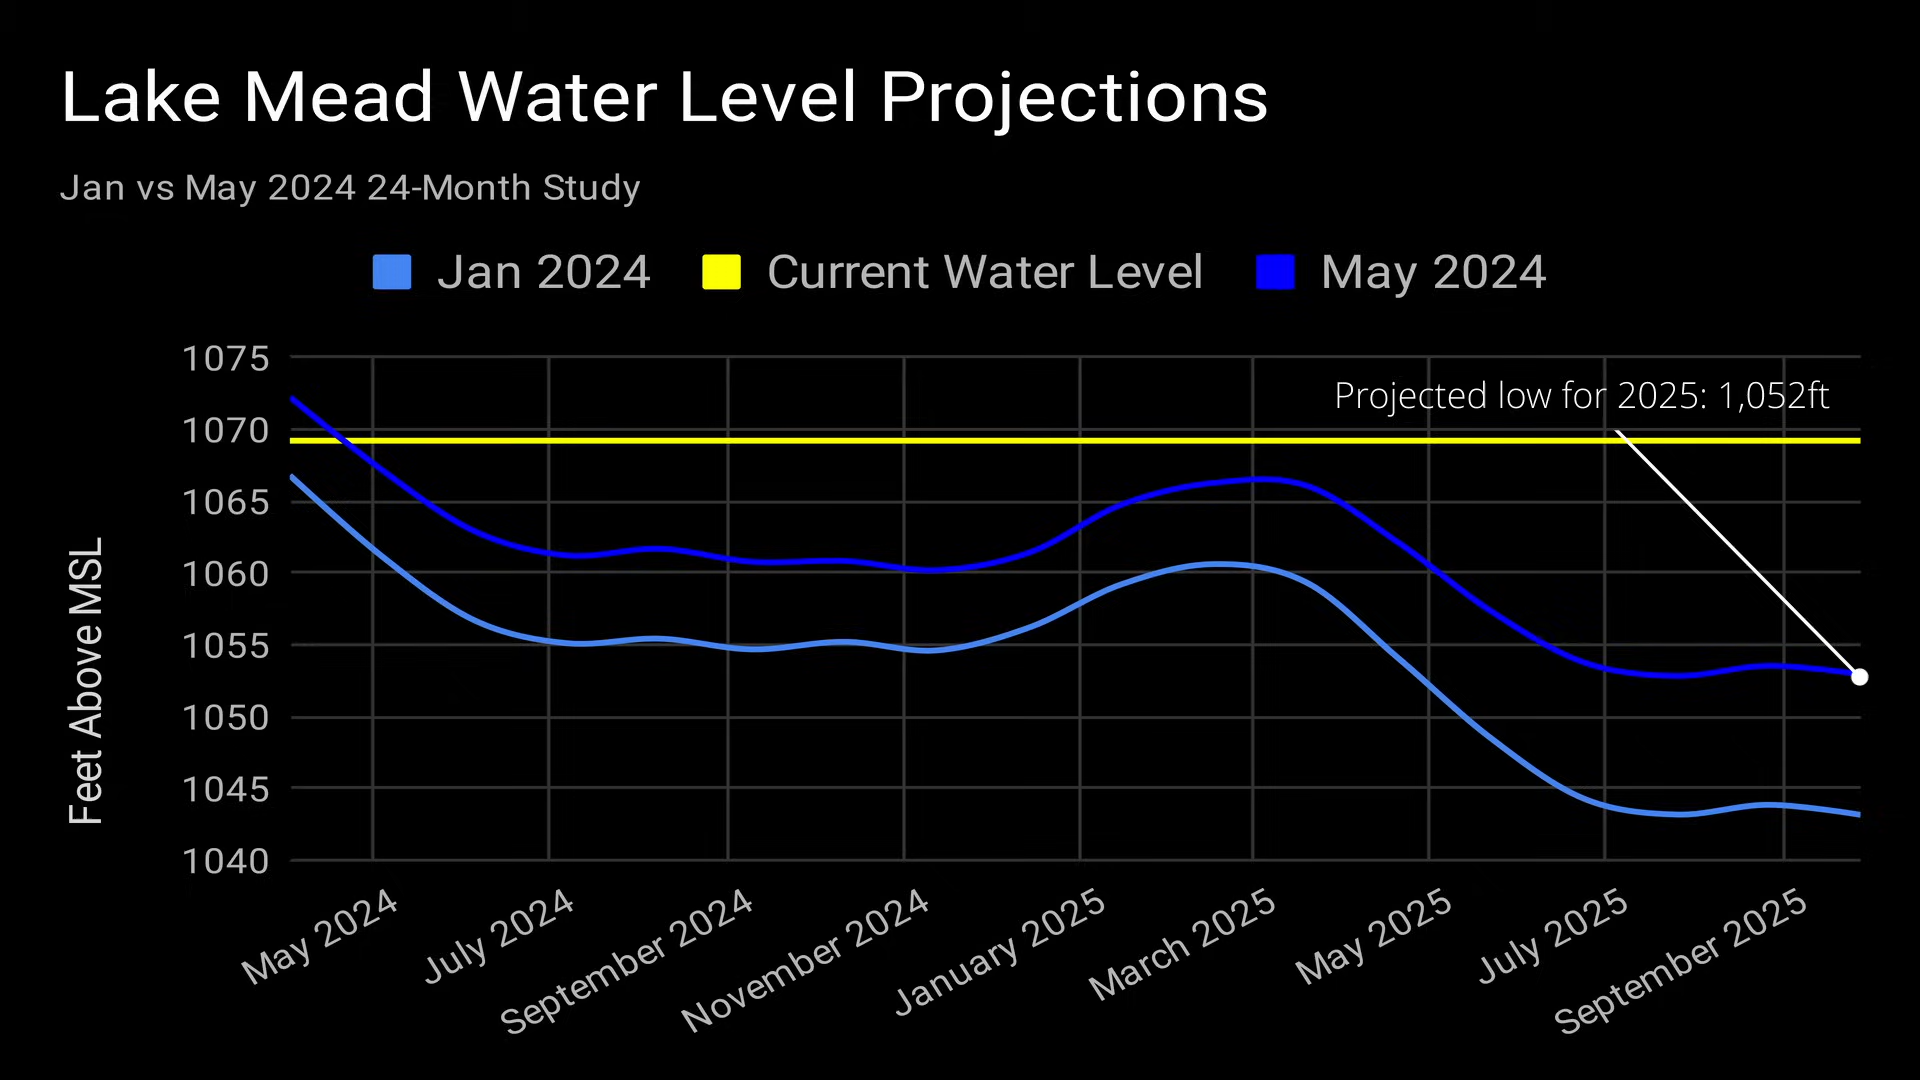 Lake Mead Water Level Projections
Jan vs May 2024 24-Month Study
Jan 2024 Current Water Level May 2024
Projected low for 2025: 1,052ft
Feet Above MSL
1075
1070
1065
1060
1055
1050
1045
1040
May 2024
July 2024
September 2024
November 2024
January 2025
March 2025
May 2025
July 2025
September 2025